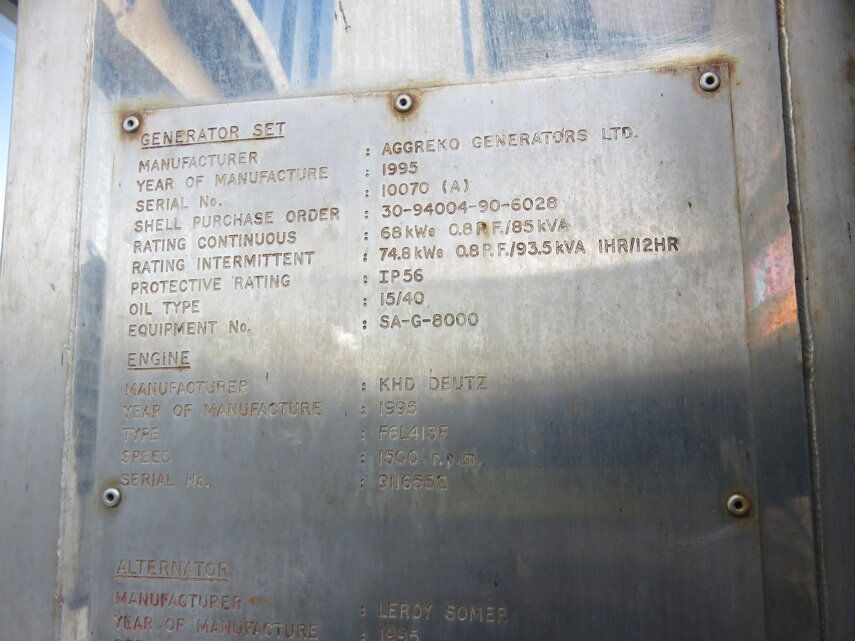 GENERATOR SET
MANUFACTURER : AGGREKO GENERATORS LTD.
YEAR OF MANUFACTURE : 1995
SERIAL No. : 10070 (A)
SHELL PURCHASE ORDER : 30-94004-90-6028
RATING CONTINUOUS : 68 kWe 0.8 P.F./85 kVA
RATING INTERMITTENT : 74.8 kWe 0.8 P.F./93.5 kVA 1HR/12HR
PROTECTIVE RATING : IP56
OIL TYPE : 15/40
EQUIPMENT No. : SA-G-8000
ENGINE
MANUFACTURER : KHD DEUTZ
YEAR OF MANUFACTURE : 1995
TYPE : F6L413F
SPEED : 1500 r.p.m.
SERIAL No. :
ALTERNATOR
MANUFACTURER : LEROY SOMER
YEAR OF MANUFACTURE : 1995